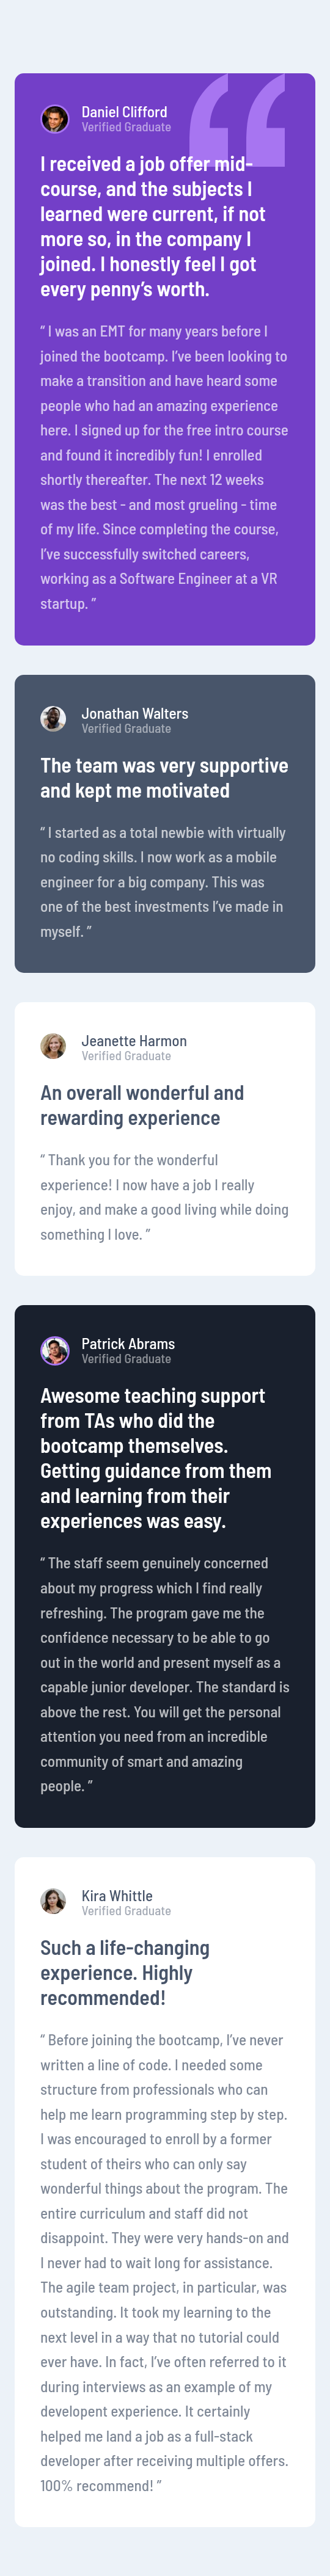 Daniel Clifford
Verified Graduate
I received a job offer mid-
course, and the subjects I
learned were current, if not
more so, in the company I
joined. I honestly feel I got
every penny’s worth.
“ I was an EMT for many years before I
joined the bootcamp. I’ve been looking to
make a transition and have heard some
people who had an amazing experience
here. I signed up for the free intro course
and found it incredibly fun! I enrolled
shortly thereafter. The next 12 weeks
was the best - and most grueling - time
of my life. Since completing the course,
I’ve successfully switched careers,
working as a Software Engineer at a VR
startup. ”
Jonathan Walters
Verified Graduate
The team was very supportive
and kept me motivated
“ I started as a total newbie with virtually
no coding skills. I now work as a mobile
engineer for a big company. This was
one of the best investments I’ve made in
myself. ”
Jeanette Harmon
Verified Graduate
An overall wonderful and
rewarding experience
“ Thank you for the wonderful
experience! I now have a job I really
enjoy, and make a good living while doing
something I love. ”
Patrick Abrams
Verified Graduate
Awesome teaching support
from TAs who did the
bootcamp themselves.
Getting guidance from them
and learning from their
experiences was easy.
“ The staff seem genuinely concerned
about my progress which I find really
refreshing. The program gave me the
confidence necessary to be able to go
out in the world and present myself as a
capable junior developer. The standard is
above the rest. You will get the personal
attention you need from an incredible
community of smart and amazing
people. ”
Kira Whittle
Verified Graduate
Such a life-changing
experience. Highly
recommended!
“ Before joining the bootcamp, I’ve never
written a line of code. I needed some
structure from professionals who can
help me learn programming step by step.
I was encouraged to enroll by a former
student of theirs who can only say
wonderful things about the program. The
entire curriculum and staff did not
disappoint. They were very hands-on and
I never had to wait long for assistance.
The agile team project, in particular, was
outstanding. It took my learning to the
next level in a way that no tutorial could
ever have. In fact, I’ve often referred to it
during interviews as an example of my
developent experience. It certainly
helped me land a job as a full-stack
developer after receiving multiple offers.
100% recommend! ”